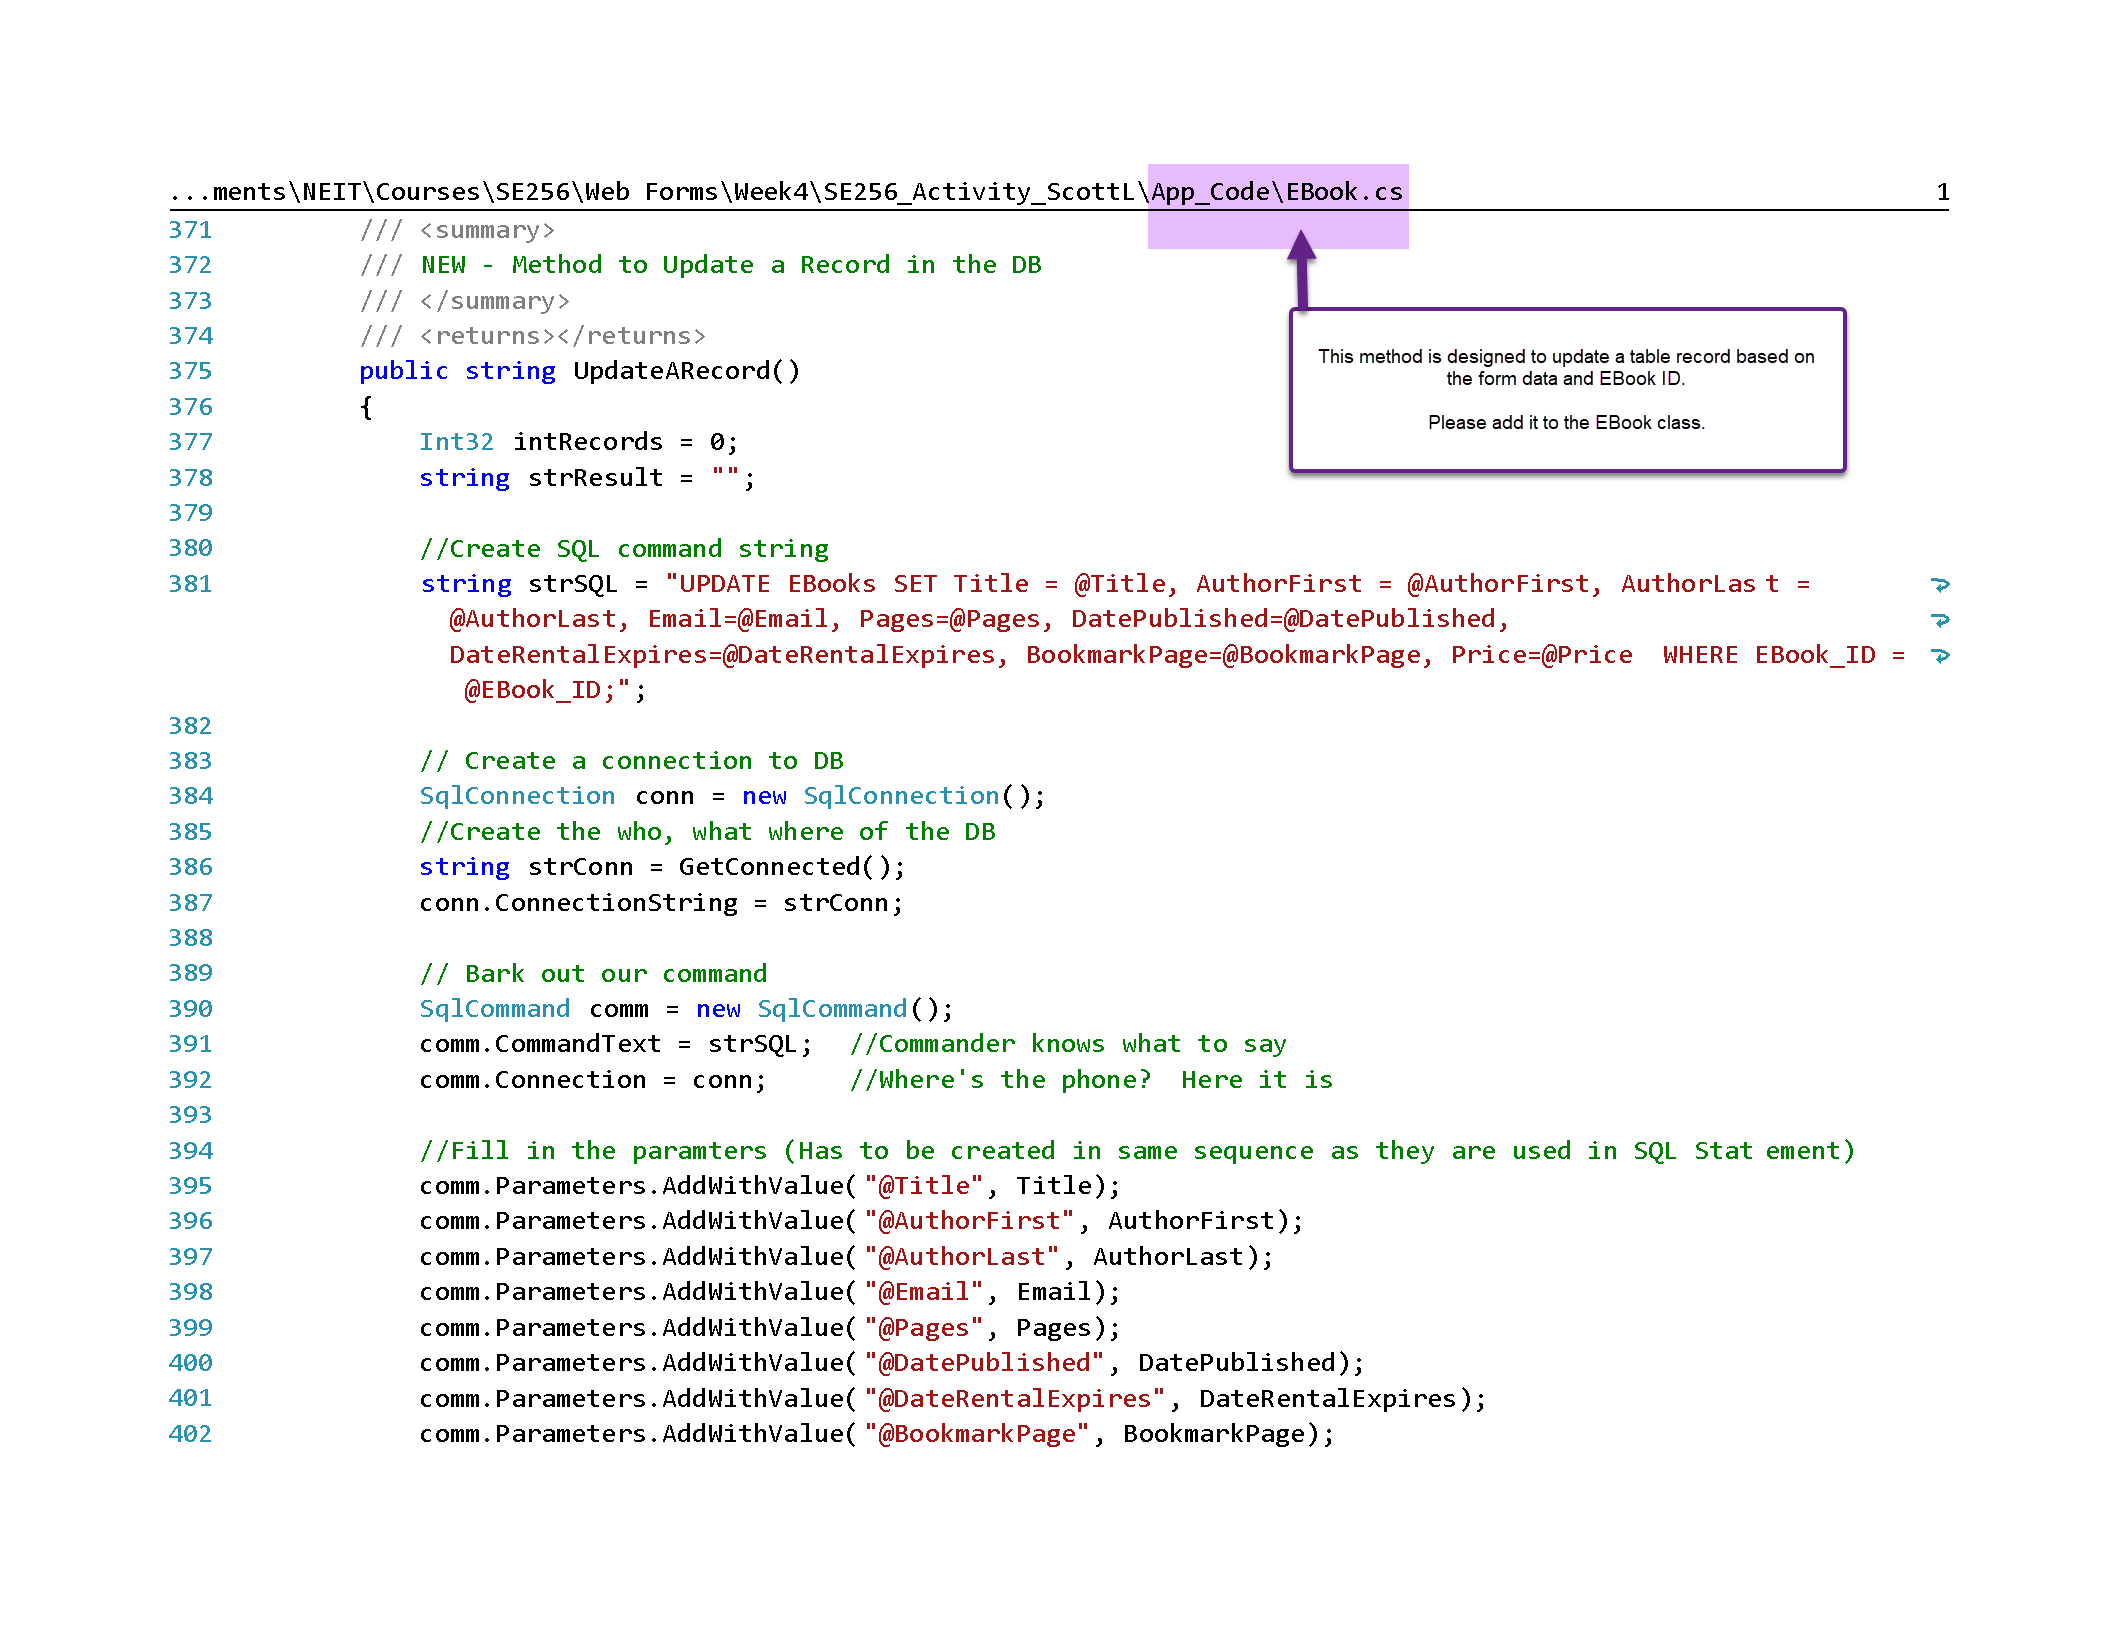 ...ments\NEIT\Courses\SE256\Web Forms\Week4\SE256_Activity_ScottL\App_Code\EBook.cs 1
371 /// <summary>
372 /// NEW - Method to Update a Record in the DB
373 /// </summary>
374 /// <returns></returns>
375 public string UpdateARecord()
376 {
377 Int32 intRecords = 0;
378 string strResult = "";
This method is designed to update a table record based on
the form data and EBook ID.
Please add it to the EBook class.
379
380 //Create SQL command string
381 string strSQL = "UPDATE EBooks SET Title = @Title, AuthorFirst = @AuthorFirst, AuthorLas t =
@AuthorLast, Email=@Email, Pages=@Pages, DatePublished=@DatePublished,
DateRentalExpires=@DateRentalExpires, BookmarkPage=@BookmarkPage, Price=@Price  WHERE EBook_ID =
@EBook_ID;";
382
383 // Create a connection to DB
384 SqlConnection conn = new SqlConnection();
385 //Create the who, what where of the DB
386 string strConn = GetConnected();
387 conn.ConnectionString = strConn;
388
389 // Bark out our command
390 SqlCommand comm = new SqlCommand();
391 comm.CommandText = strSQL;  //Commander knows what to say
392 comm.Connection = conn;     //Where's the phone?  Here it is
393
394 //Fill in the paramters (Has to be created in same sequence as they are used in SQL Stat ement)
395 comm.Parameters.AddWithValue("@Title", Title);
396 comm.Parameters.AddWithValue("@AuthorFirst", AuthorFirst);
397 comm.Parameters.AddWithValue("@AuthorLast", AuthorLast);
398 comm.Parameters.AddWithValue("@Email", Email);
399 comm.Parameters.AddWithValue("@Pages", Pages);
400 comm.Parameters.AddWithValue("@DatePublished", DatePublished);
401 comm.Parameters.AddWithValue("@DateRentalExpires", DateRentalExpires);
402 comm.Parameters.AddWithValue("@BookmarkPage", BookmarkPage);